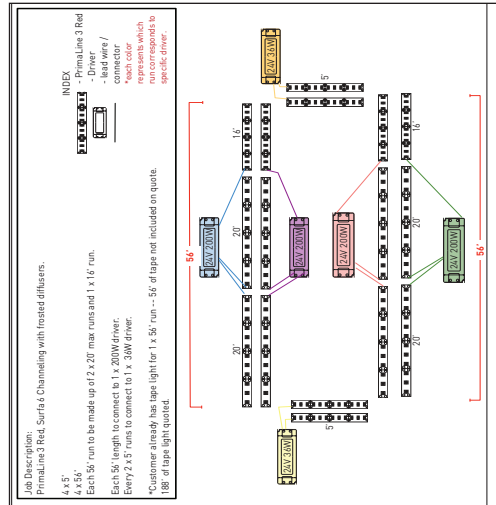 Job Description:
PrimaLine 3 Red, Surfa 6 Channeling with frosted diffusers.
4 x 5'
4 x 56'
Each 56' run to be made up of 2 x 20' max runs and 1 x 16' run.
Each 56' length to connect to 1 x 200W driver.
Every 2 x 5' runs to connect to 1 x 36W driver.
*Customer already has tape light for 1 x 56' run -- 56' of tape not included on quote.
188' of tape light quoted.
INDEX
- PrimaLine 3 Red
- Driver
- lead wire /
connector
*each color
represents which
run corresponds to
specific driver.
56'
20'
20'
16'
24V 200W
24V 200W
24V 36W
5'
24V 36W
5'
24V 200W
24V 200W
20'
20'
16'
56'